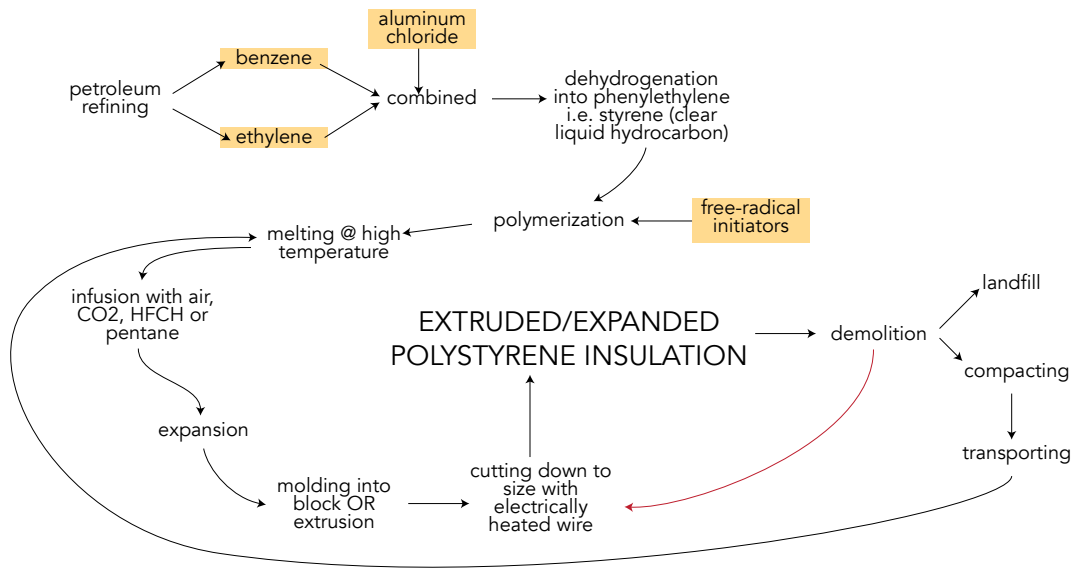 aluminum
chloride
benzene
petroleum
refining
combined
ethylene
dehydrogenation
into phenylethylene
i.e. styrene (clear
liquid hydrocarbon)
polymerization
free-radical
initiators
melting @ high
temperature
infusion with air,
CO2, HFCH or
pentane
expansion
molding into
block OR
extrusion
cutting down to
size with
electrically
heated wire
EXTRUDED/EXPANDED
POLYSTYRENE INSULATION
demolition
landfill
compacting
transporting